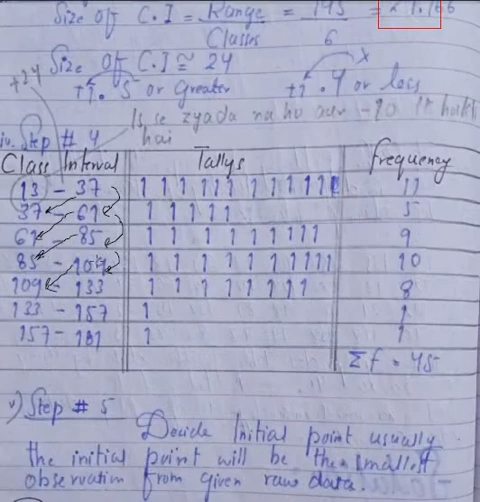 Size of C.I = Range = 145 = 24.166
Classes 6
Size of C.I ≅ 24
+24 +1. 5 or Greater +1 .4 or less
Is se zyada na ho aur -10 It
hai
iv. Step # 4
Class Interval Tallys frequency
13 - 37 1 1 1 1 1 1 1 1 1 1 1 11
37 - 61 1 1 1 1 1 5
61 - 85 1 1 1 1 1 1 1 1 1 9
85 - 109 1 1 1 1 1 1 1 1 1 1 10
109 - 133 1 1 1 1 1 1 1 1 8
133 - 157 1 1
157 - 181 1 1
Σf = 45
v) Step # 5
Decide Initial point usually
the initial point will be the smallest
observation from given raw data.